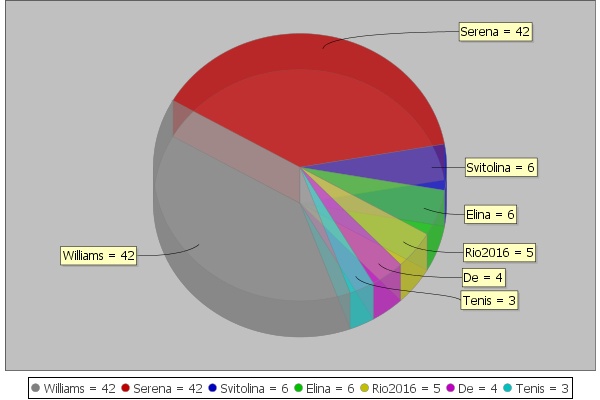 Serena = 42
Svitolina = 6
Elina = 6
Rio2016 = 5
Williams = 42
De = 4
Tenis = 3
Williams = 42 Serena = 42 Svitolina = 6 Elina = 6 Rio2016 = 5 De = 4 Tenis = 3